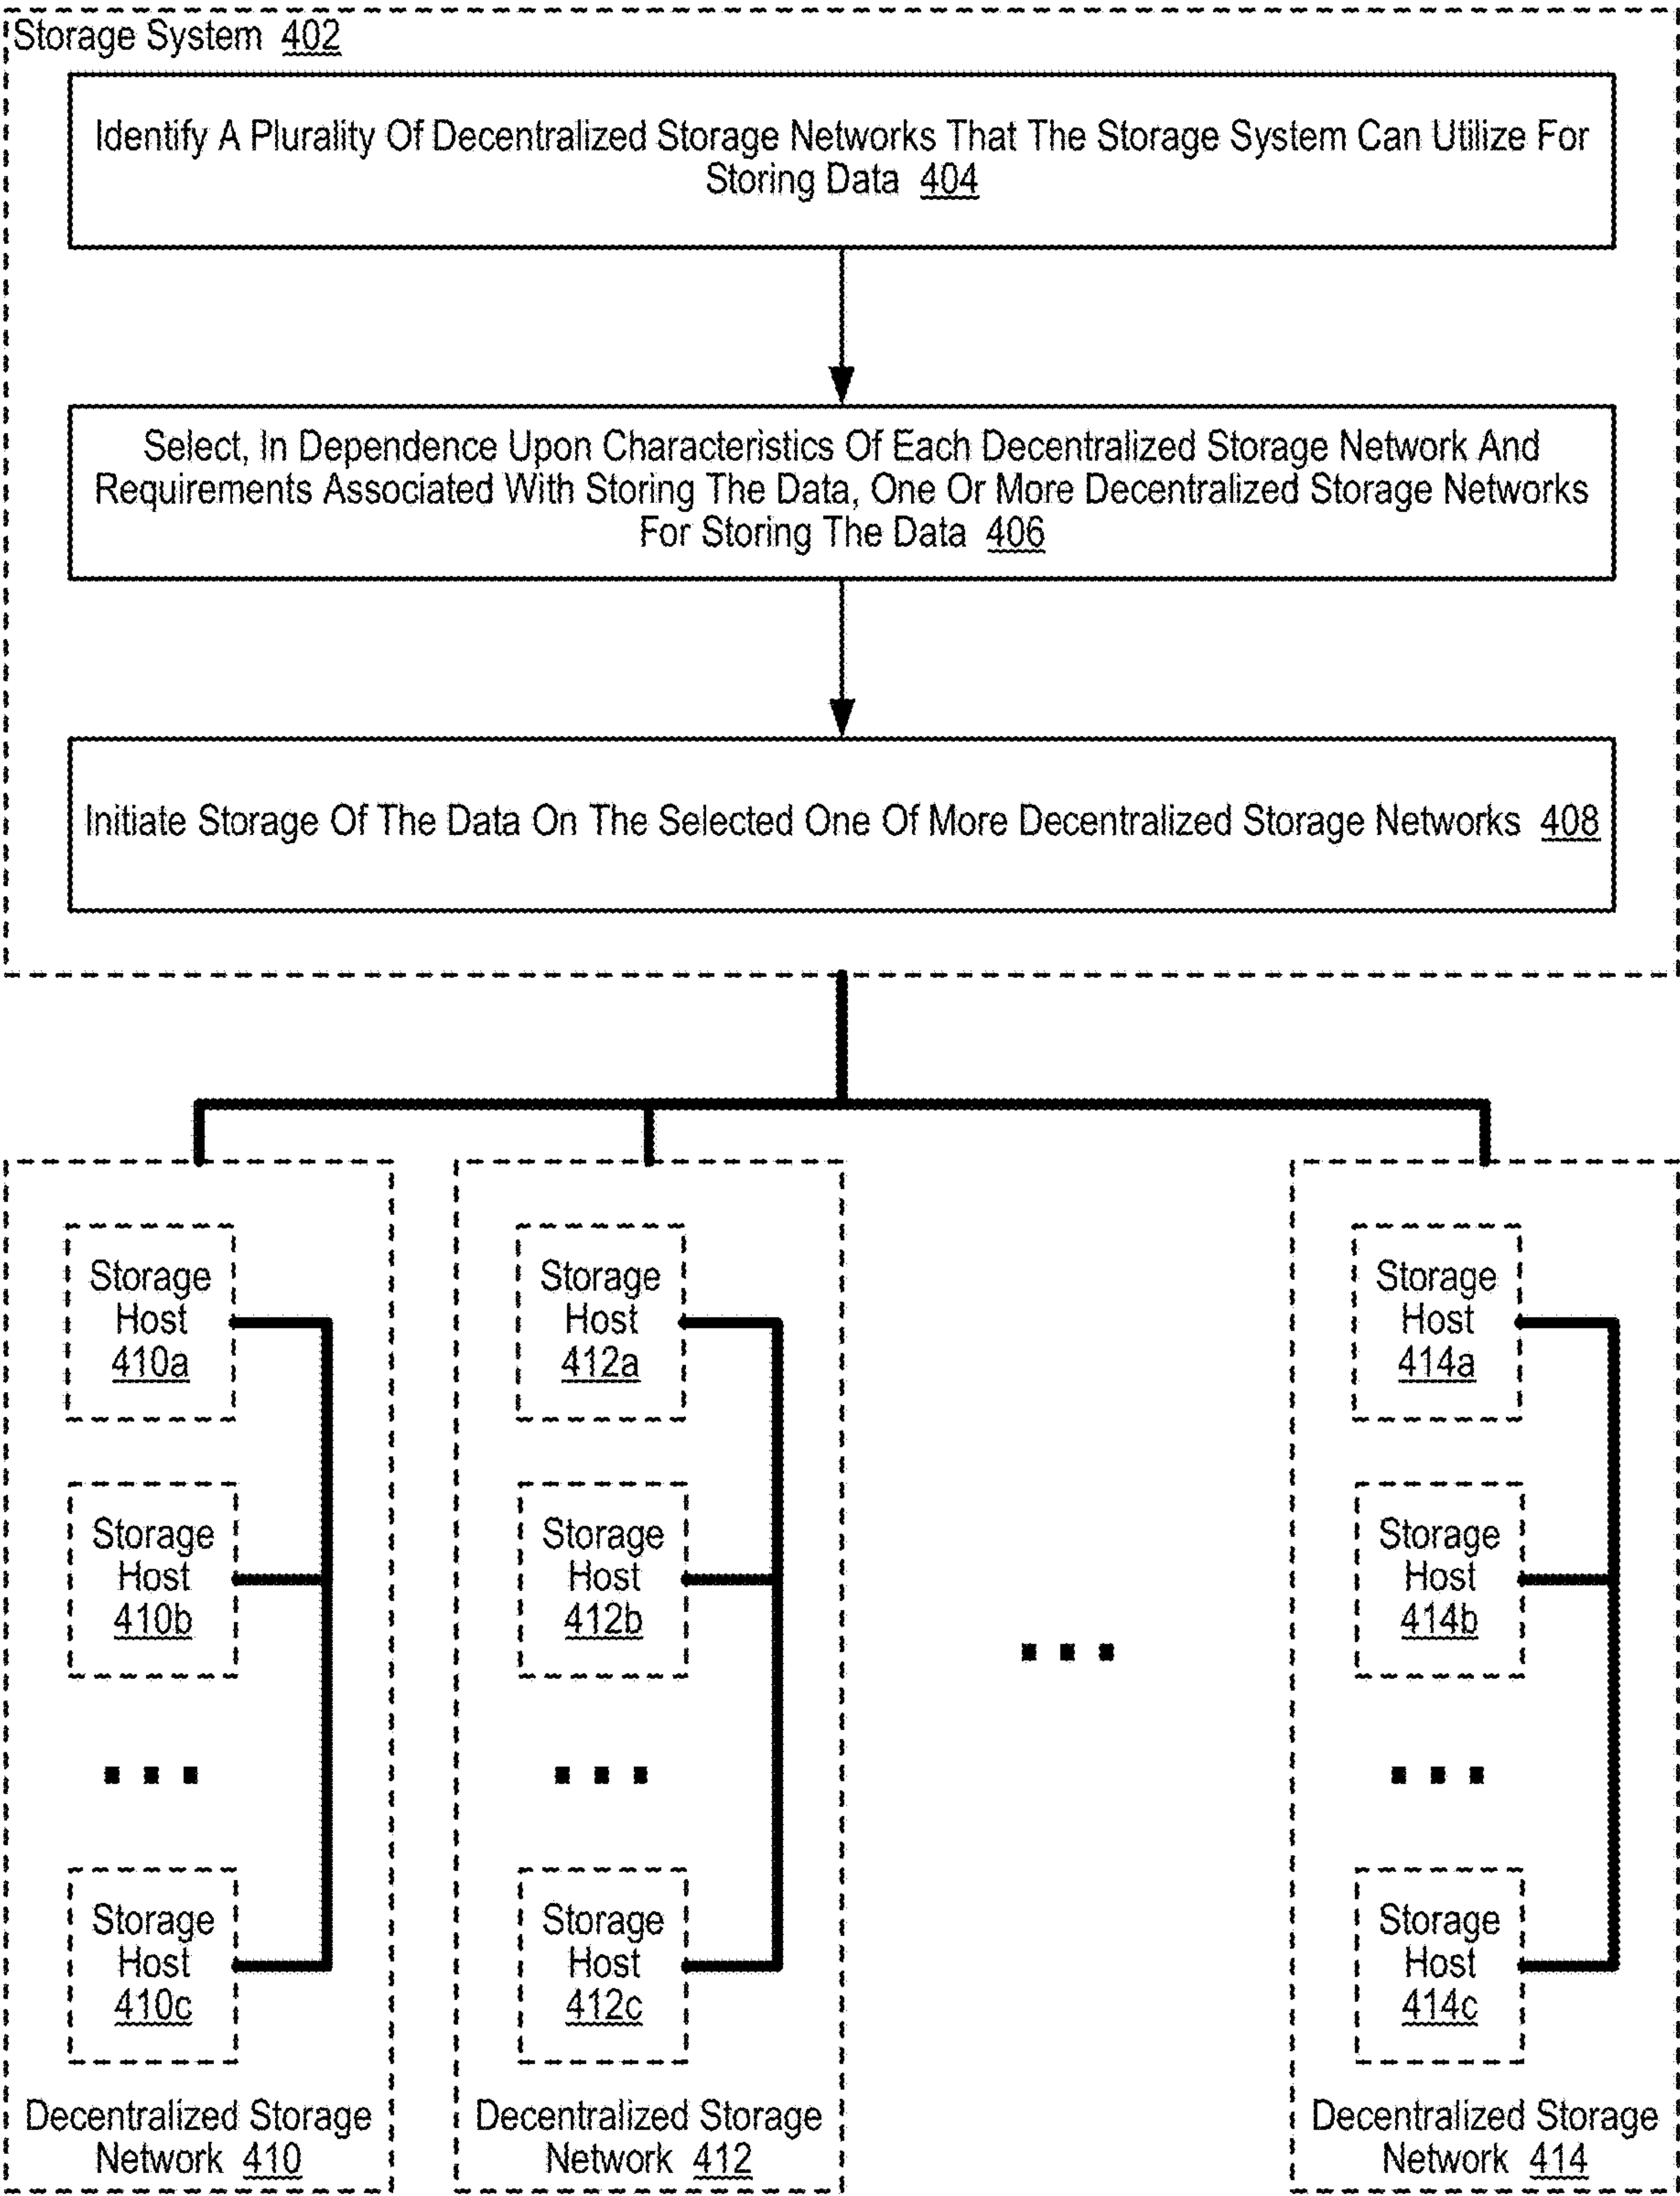 Storage System 402
Identify A Plurality Of Decentralized Storage Networks That The Storage System Can Utilize For
Storing Data 404
Select, In Dependence Upon Characteristics Of Each Decentralized Storage Network And
Requirements Associated With Storing The Data, One Or More Decentralized Storage Networks
For Storing The Data 406
Initiate Storage Of The Data On The Selected One Of More Decentralized Storage Networks 408
Storage
Host
410a
Storage
Host
410b
Storage
Host
410c
Decentralized Storage
Network 410
Storage
Host
412a
Storage
Host
412b
Storage
Host
412c
Decentralized Storage
Network 412
Storage
Host
414a
Storage
Host
414b
Storage
Host
414c
Decentralized Storage
Network 414